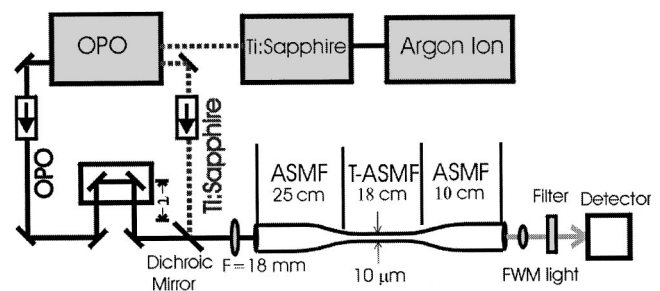 OPO
Ti:Sapphire
Argon Ion
OPO
Ti:Sapphire
τ
ASMF
25 cm
T-ASMF
18 cm
ASMF
10 cm
Filter
Detector
Dichroic
Mirror
F = 18 mm
10 μm
FWM light